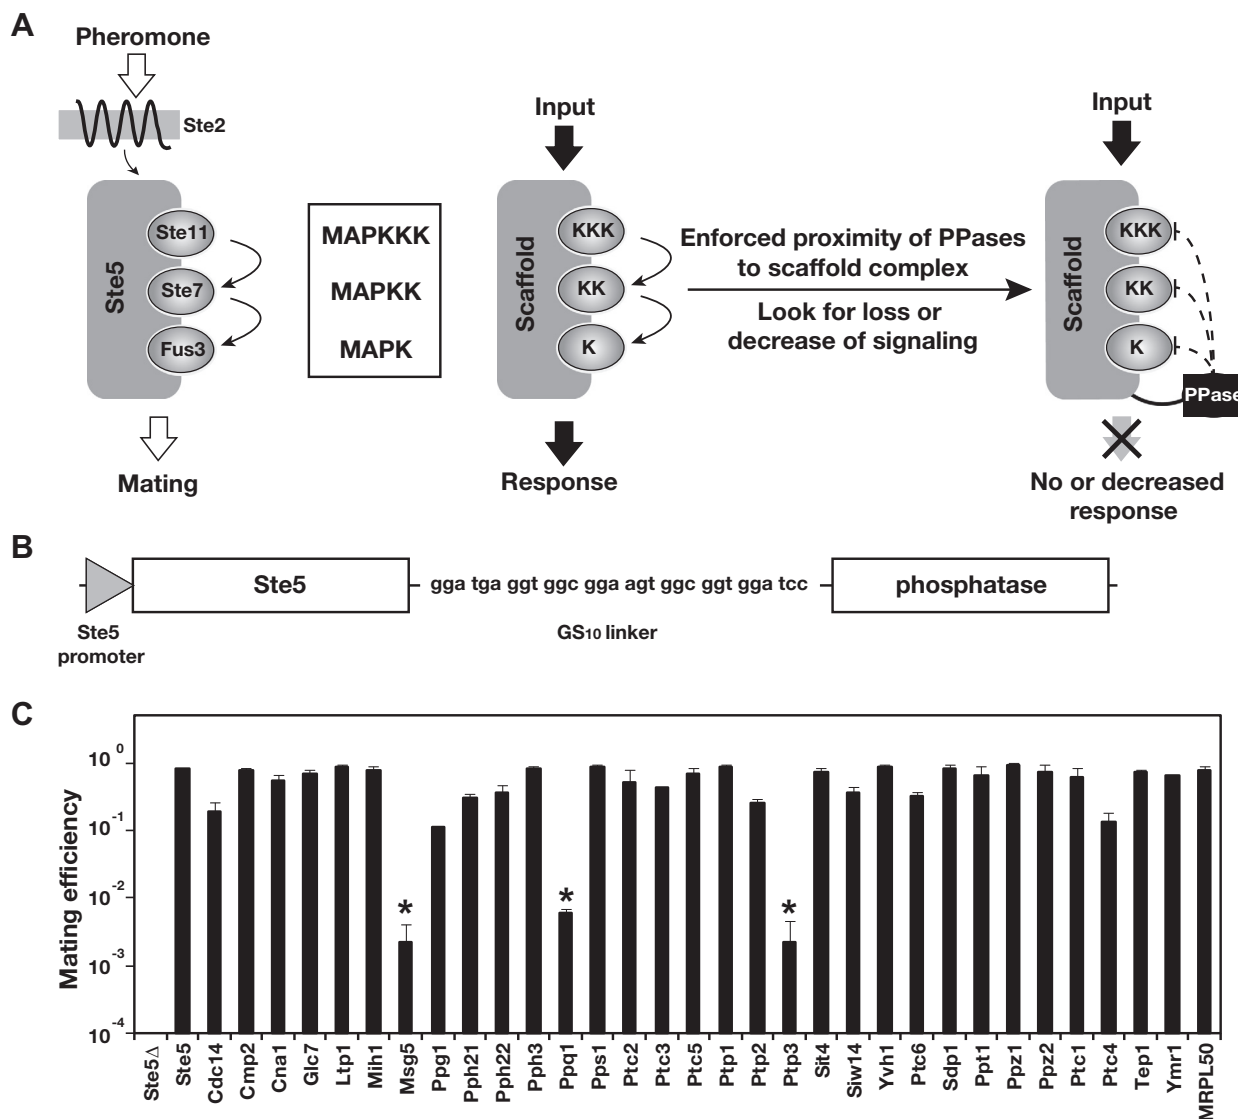 A
Pheromone
Ste2
Ste5
Ste11
Ste7
Fus3
Mating
MAPKKK
MAPKK
MAPK
Input
Scaffold
KKK
KK
K
Response
Enforced proximity of PPases
to scaffold complex
Look for loss or
decrease of signaling
Input
Scaffold
KKK
KK
K
PPase
No or decreased
response
B
Ste5
gga tga ggt ggc gga agt ggc ggt gga tcc
phosphatase
Ste5
promoter
GS10 linker
C
Mating efficiency
10 0
10 -1
10 -2
10 -3
10 -4
*
*
*
Ste5Δ
Ste5
Cdc14
Cmp2
Cna1
Glc7
Ltp1
Mih1
Msg5
Ppg1
Pph21
Pph22
Pph3
Ppq1
Pps1
Ptc2
Ptc3
Ptc5
Ptp1
Ptp2
Ptp3
Sit4
Siw14
Yvh1
Ptc6
Sdp1
Ppt1
Ppz1
Ppz2
Ptc1
Ptc4
Tep1
Ymr1
MRPL50